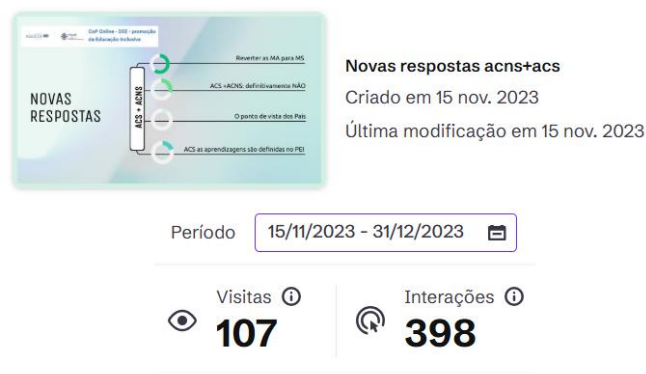 CoP Online - DEE - promoção
da Educação Inclusiva
NOVAS
RESPOSTAS
ACS + ACNS
Reverter as MA para MS
ACS +ACNS: definitivamente NÃO
O ponto de vista dos Pais
ACS as aprendizagens são definidas no PEI
Novas respostas acns+acs
Criado em 15 nov. 2023
Última modificação em 15 nov. 2023
Período
15/11/2023 - 31/12/2023
Visitas
107
Interações
398